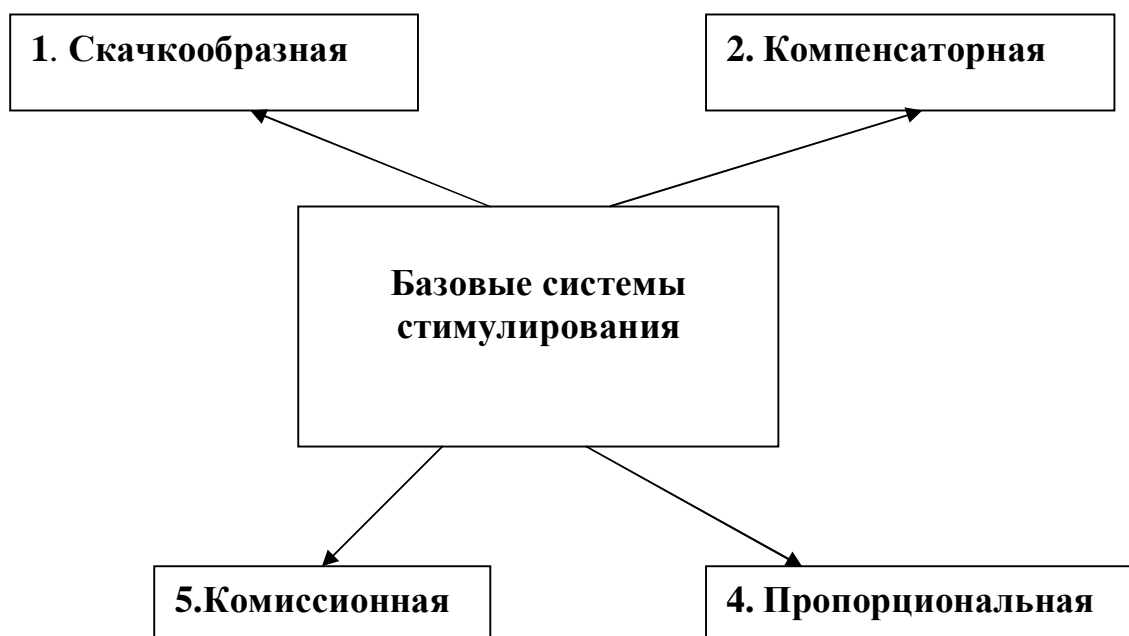 1. Скачкообразная
2. Компенсаторная
Базовые системы
стимулирования
5.Комиссионная
4. Пропорциональная